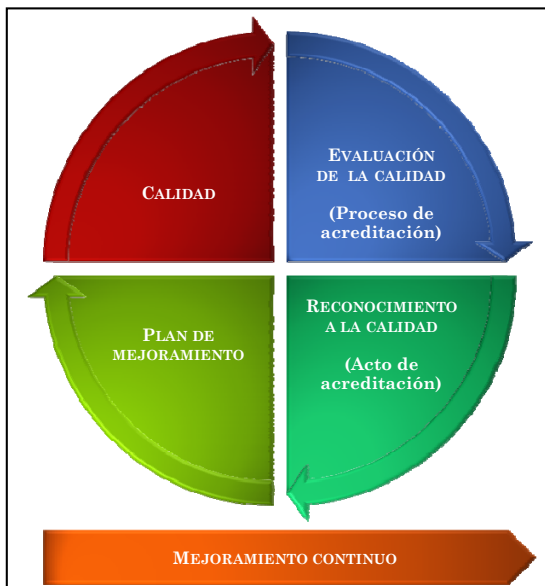 CALIDAD
EVALUACIÓN
DE LA CALIDAD
(Proceso de
acreditación)
PLAN DE
MEJORAMIENTO
RECONOCIMIENTO
A LA CALIDAD
(Acto de
acreditación)
MEJORAMIENTO CONTINUO